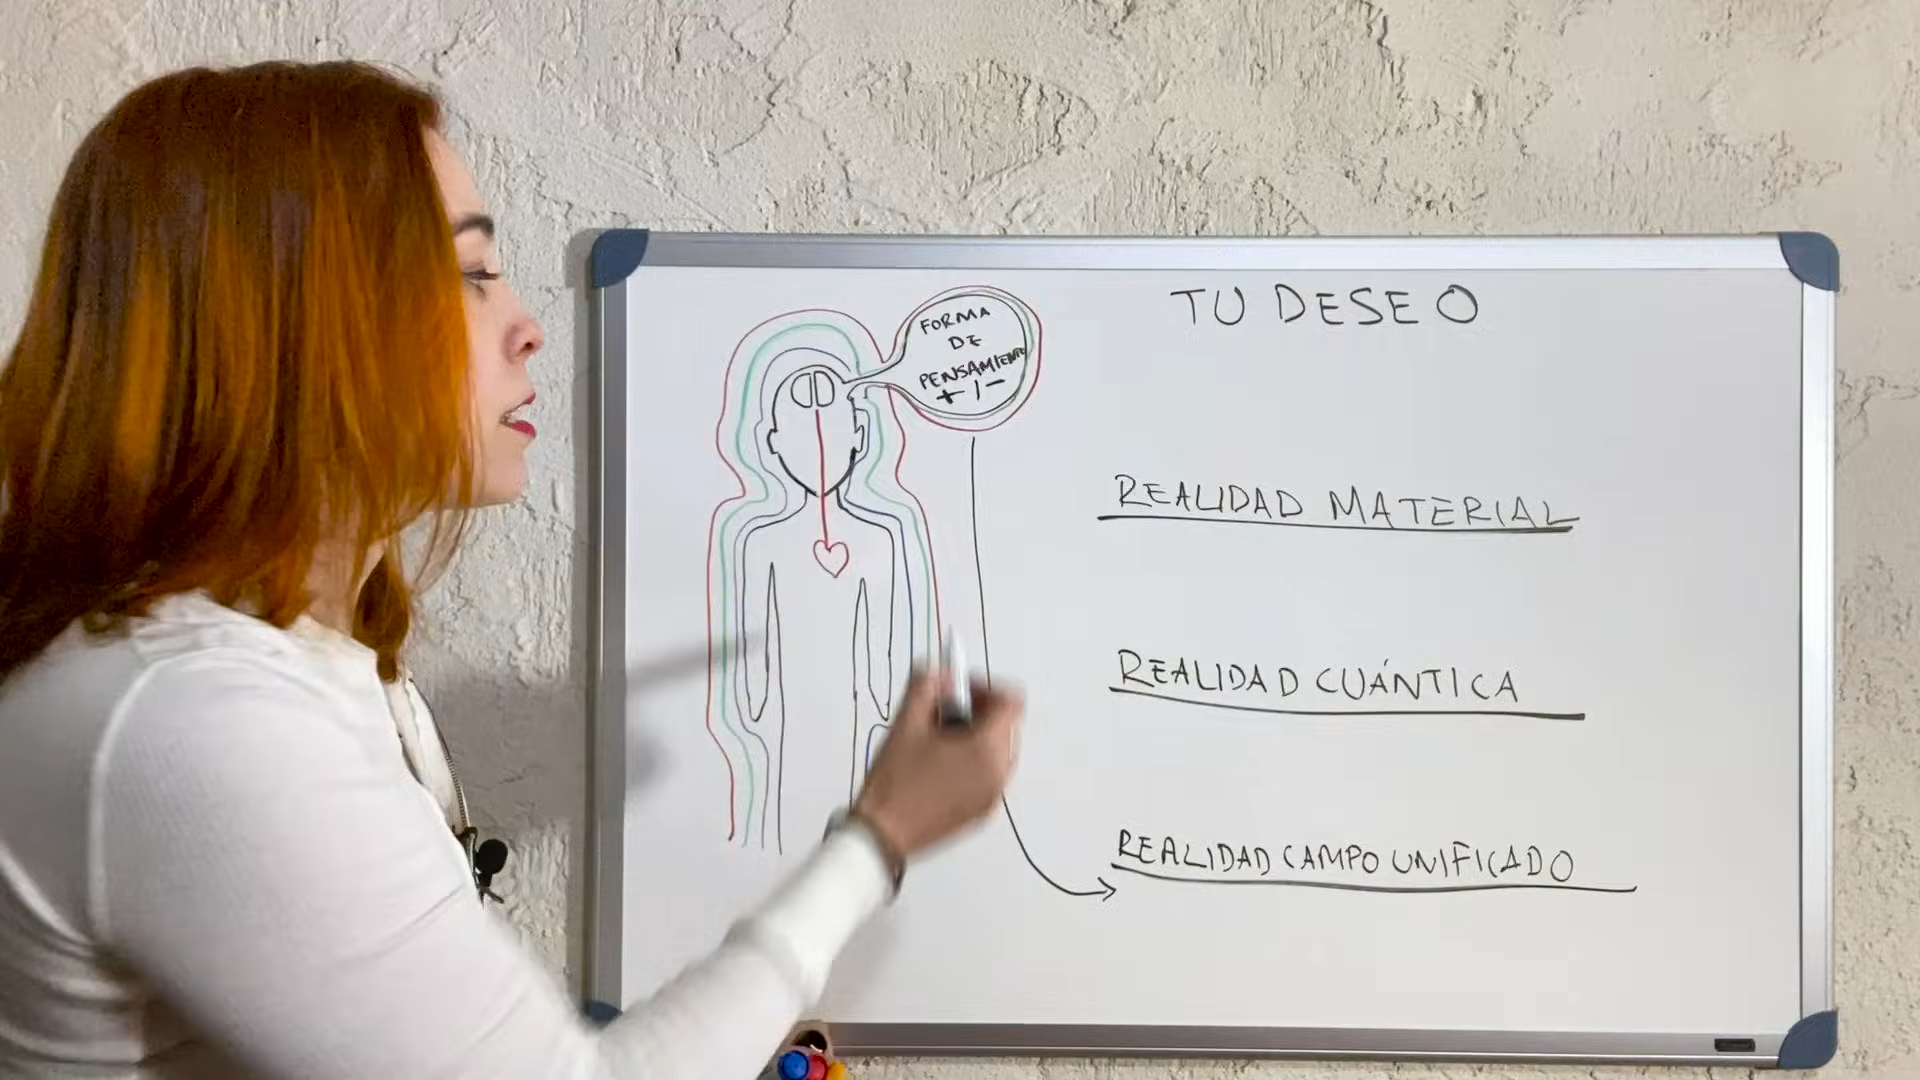 TU DESEO
FORMA
DE
PENSAMIENTO
+ / -
REALIDAD MATERIAL
REALIDAD CUÁNTICA
REALIDAD CAMPO UNIFICADO